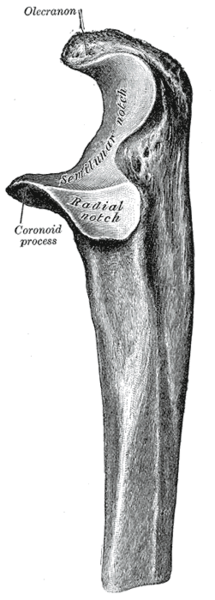 Olecranon
Semilunar notch
Radial
notch
Coronoid
process